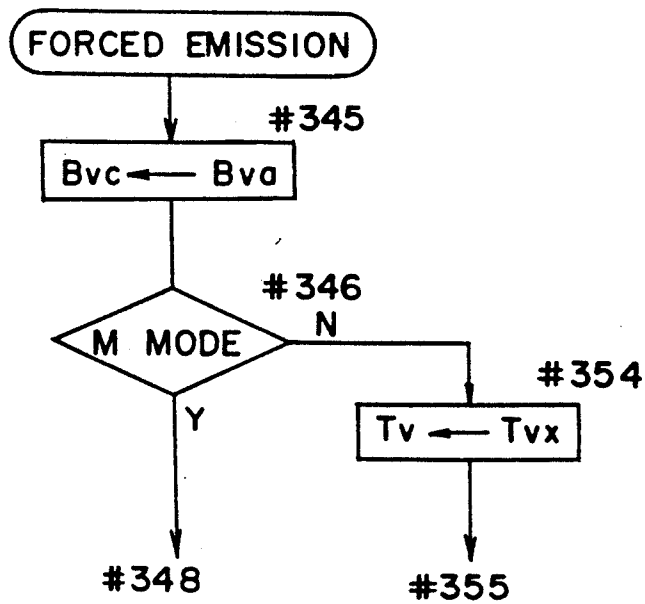 FORCED EMISSION
#345
Bvc ← Bva
#346
M MODE
N
Y
#354
Tv ← Tvx
#348
#355